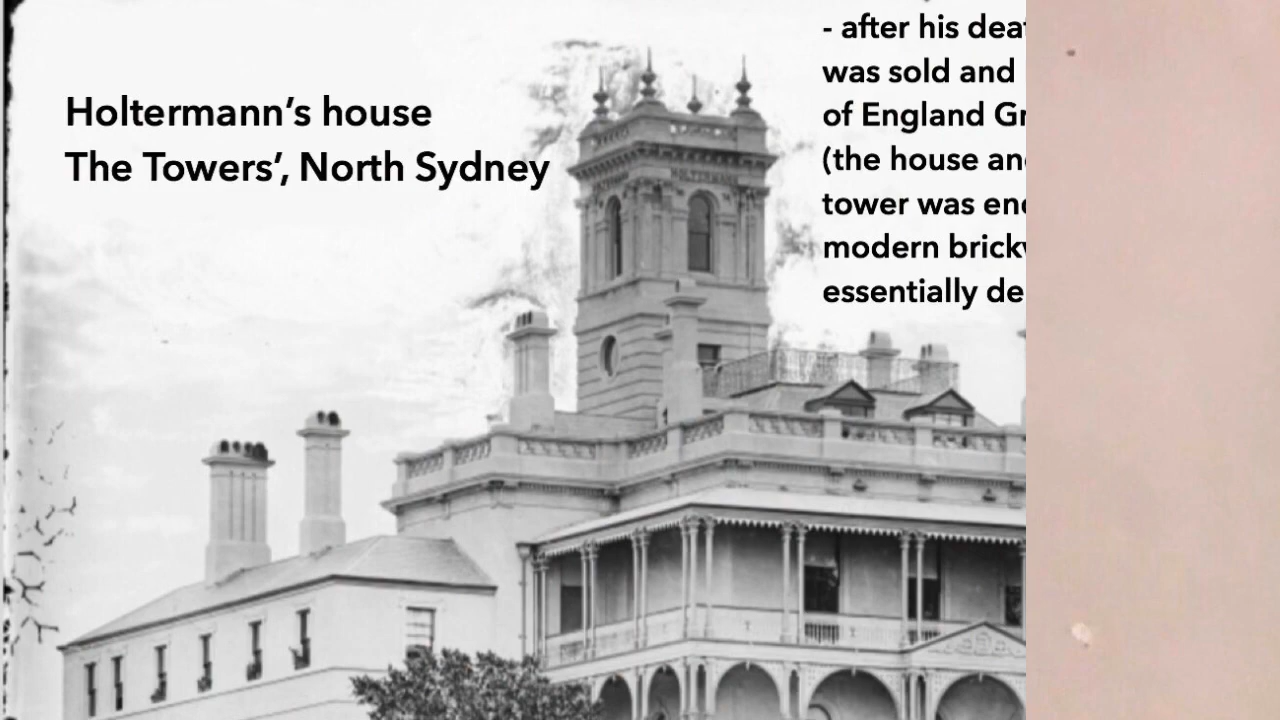 Holtermann’s house
The Towers’, North Sydney
- after his
was sold and
of England
(the house
tower was
modern
essentially
HOLTERMANN